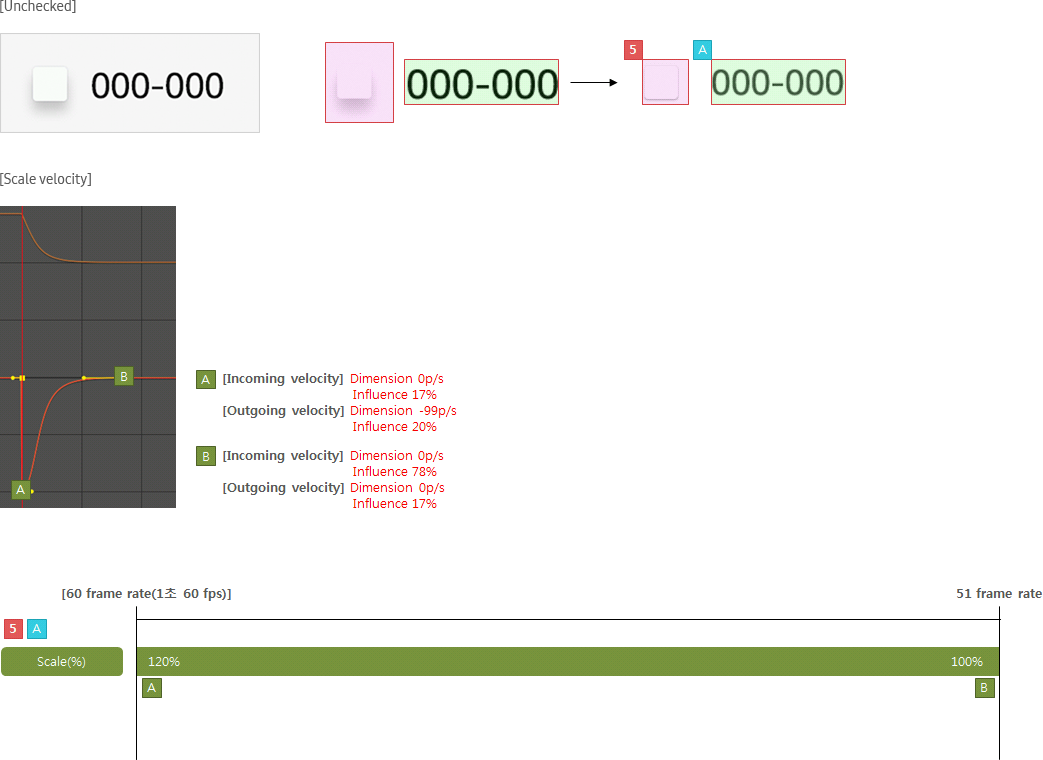 [Unchecked]
5 A
000-000 000-000 000-000
[Scale velocity]
B
A
A [Incoming velocity] Dimension 0p/s
Influence 17%
[Outgoing velocity] Dimension -99p/s
Influence 20%
B [Incoming velocity] Dimension 0p/s
Influence 78%
[Outgoing velocity] Dimension 0p/s
Influence 17%
[60 frame rate(1초 60 fps)] 51 frame rate
5 A
Scale(%) 120% 100%
A B